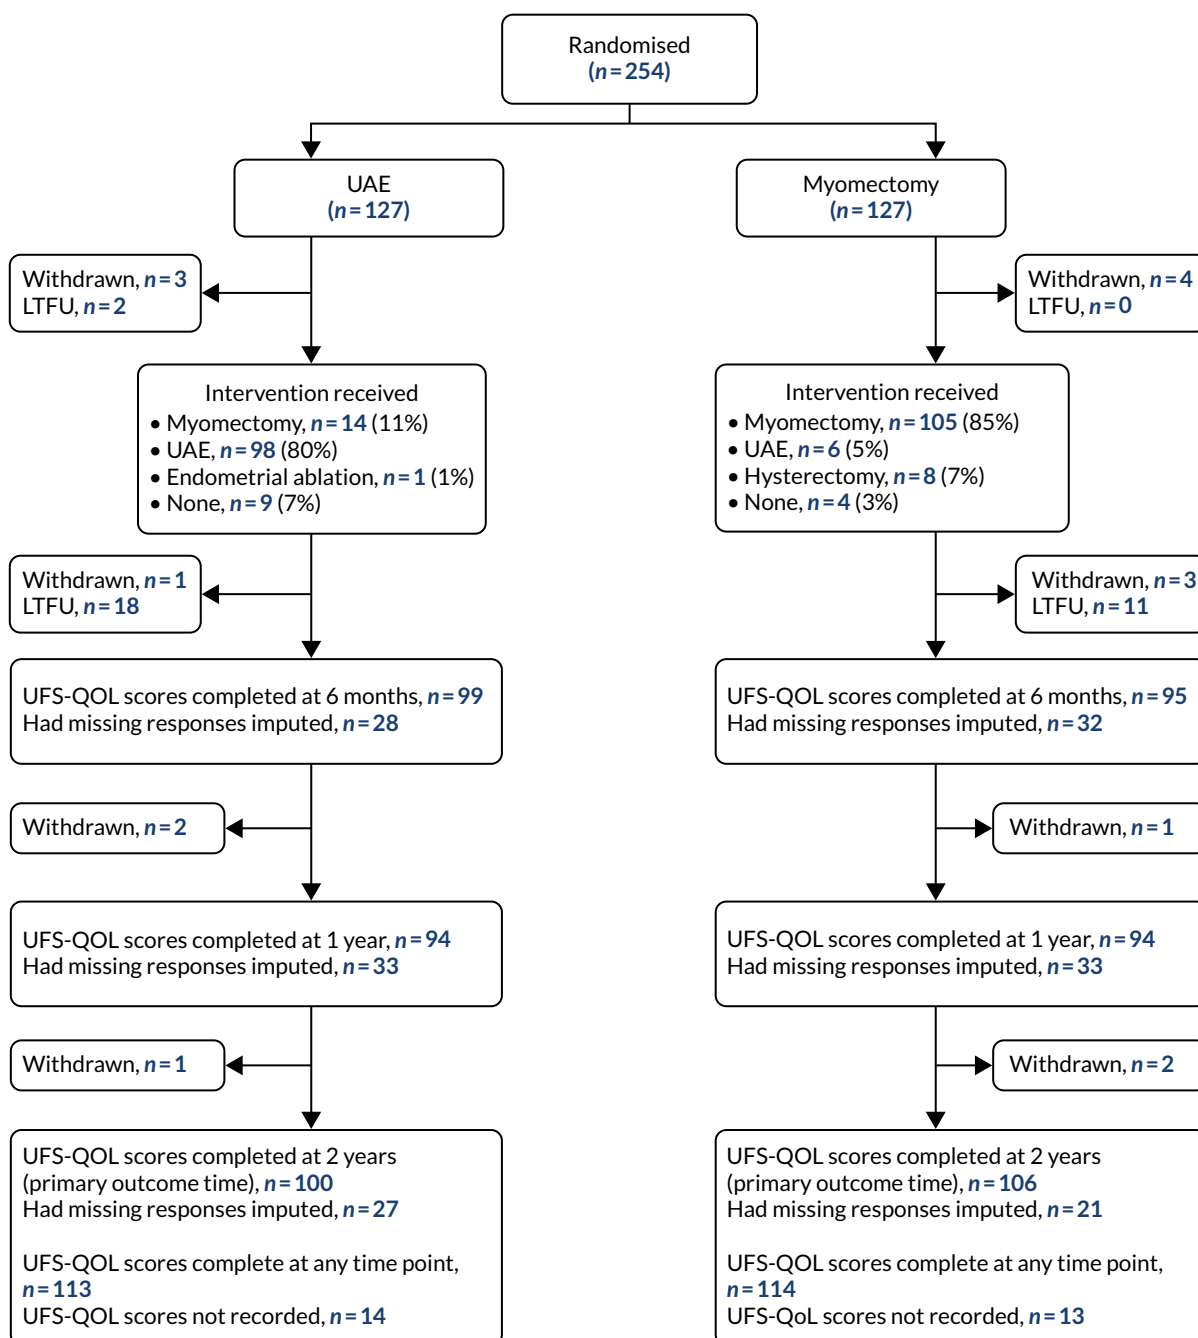 Randomised
(n=254)
UAE
(n=127)
Myomectomy
(n=127)
Withdrawn, n=3
LTFU, n=2
Withdrawn, n=4
LTFU, n=0
Intervention received
• Myomectomy, n=14 (11%)
• UAE, n=98 (80%)
• Endometrial ablation, n=1 (1%)
• None, n=9 (7%)
Intervention received
• Myomectomy, n=105 (85%)
• UAE, n=6 (5%)
• Hysterectomy, n=8 (7%)
• None, n=4 (3%)
Withdrawn, n=1
LTFU, n=18
Withdrawn, n=3
LTFU, n=11
UFS-QOL scores completed at 6 months, n=99
Had missing responses imputed, n=28
UFS-QOL scores completed at 6 months, n=95
Had missing responses imputed, n=32
Withdrawn, n=2
Withdrawn, n=1
UFS-QOL scores completed at 1 year, n=94
Had missing responses imputed, n=33
UFS-QOL scores completed at 1 year, n=94
Had missing responses imputed, n=33
Withdrawn, n=1
Withdrawn, n=2
UFS-QOL scores completed at 2 years
(primary outcome time), n=100
Had missing responses imputed, n=27
UFS-QOL scores complete at any time point,
n=113
UFS-QOL scores not recorded, n=14
UFS-QOL scores completed at 2 years
(primary outcome time), n=106
Had missing responses imputed, n=21
UFS-QOL scores complete at any time point,
n=114
UFS-QoL scores not recorded, n=13